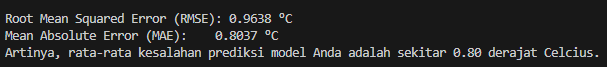 Root Mean Squared Error (RMSE): 0.9638 °C
Mean Absolute Error (MAE):    0.8037 °C
Artinya, rata-rata kesalahan prediksi model Anda adalah sekitar 0.80 derajat Celcius.